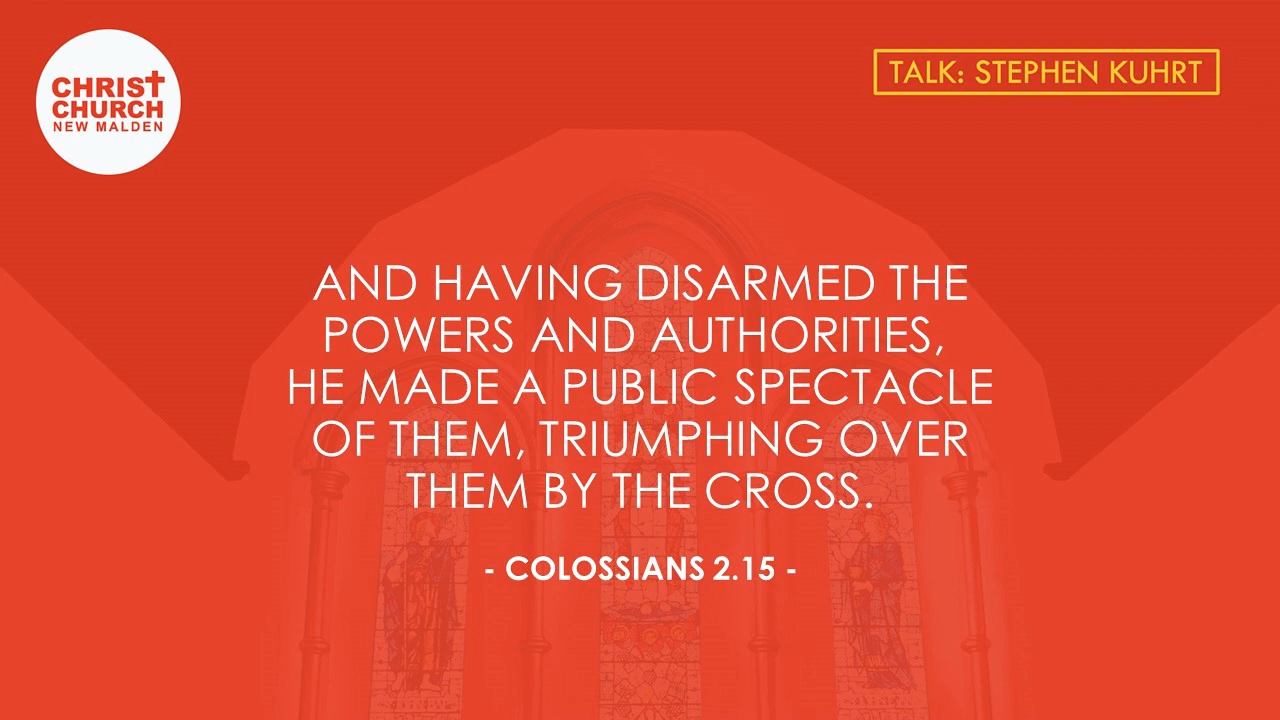 CHRIST
CHURCH
NEW MALDEN
TALK: STEPHEN KUHRT
AND HAVING DISARMED THE
POWERS AND AUTHORITIES,
HE MADE A PUBLIC SPECTACLE
OF THEM, TRIUMPHING OVER
THEM BY THE CROSS.
- COLOSSIANS 2.15 -